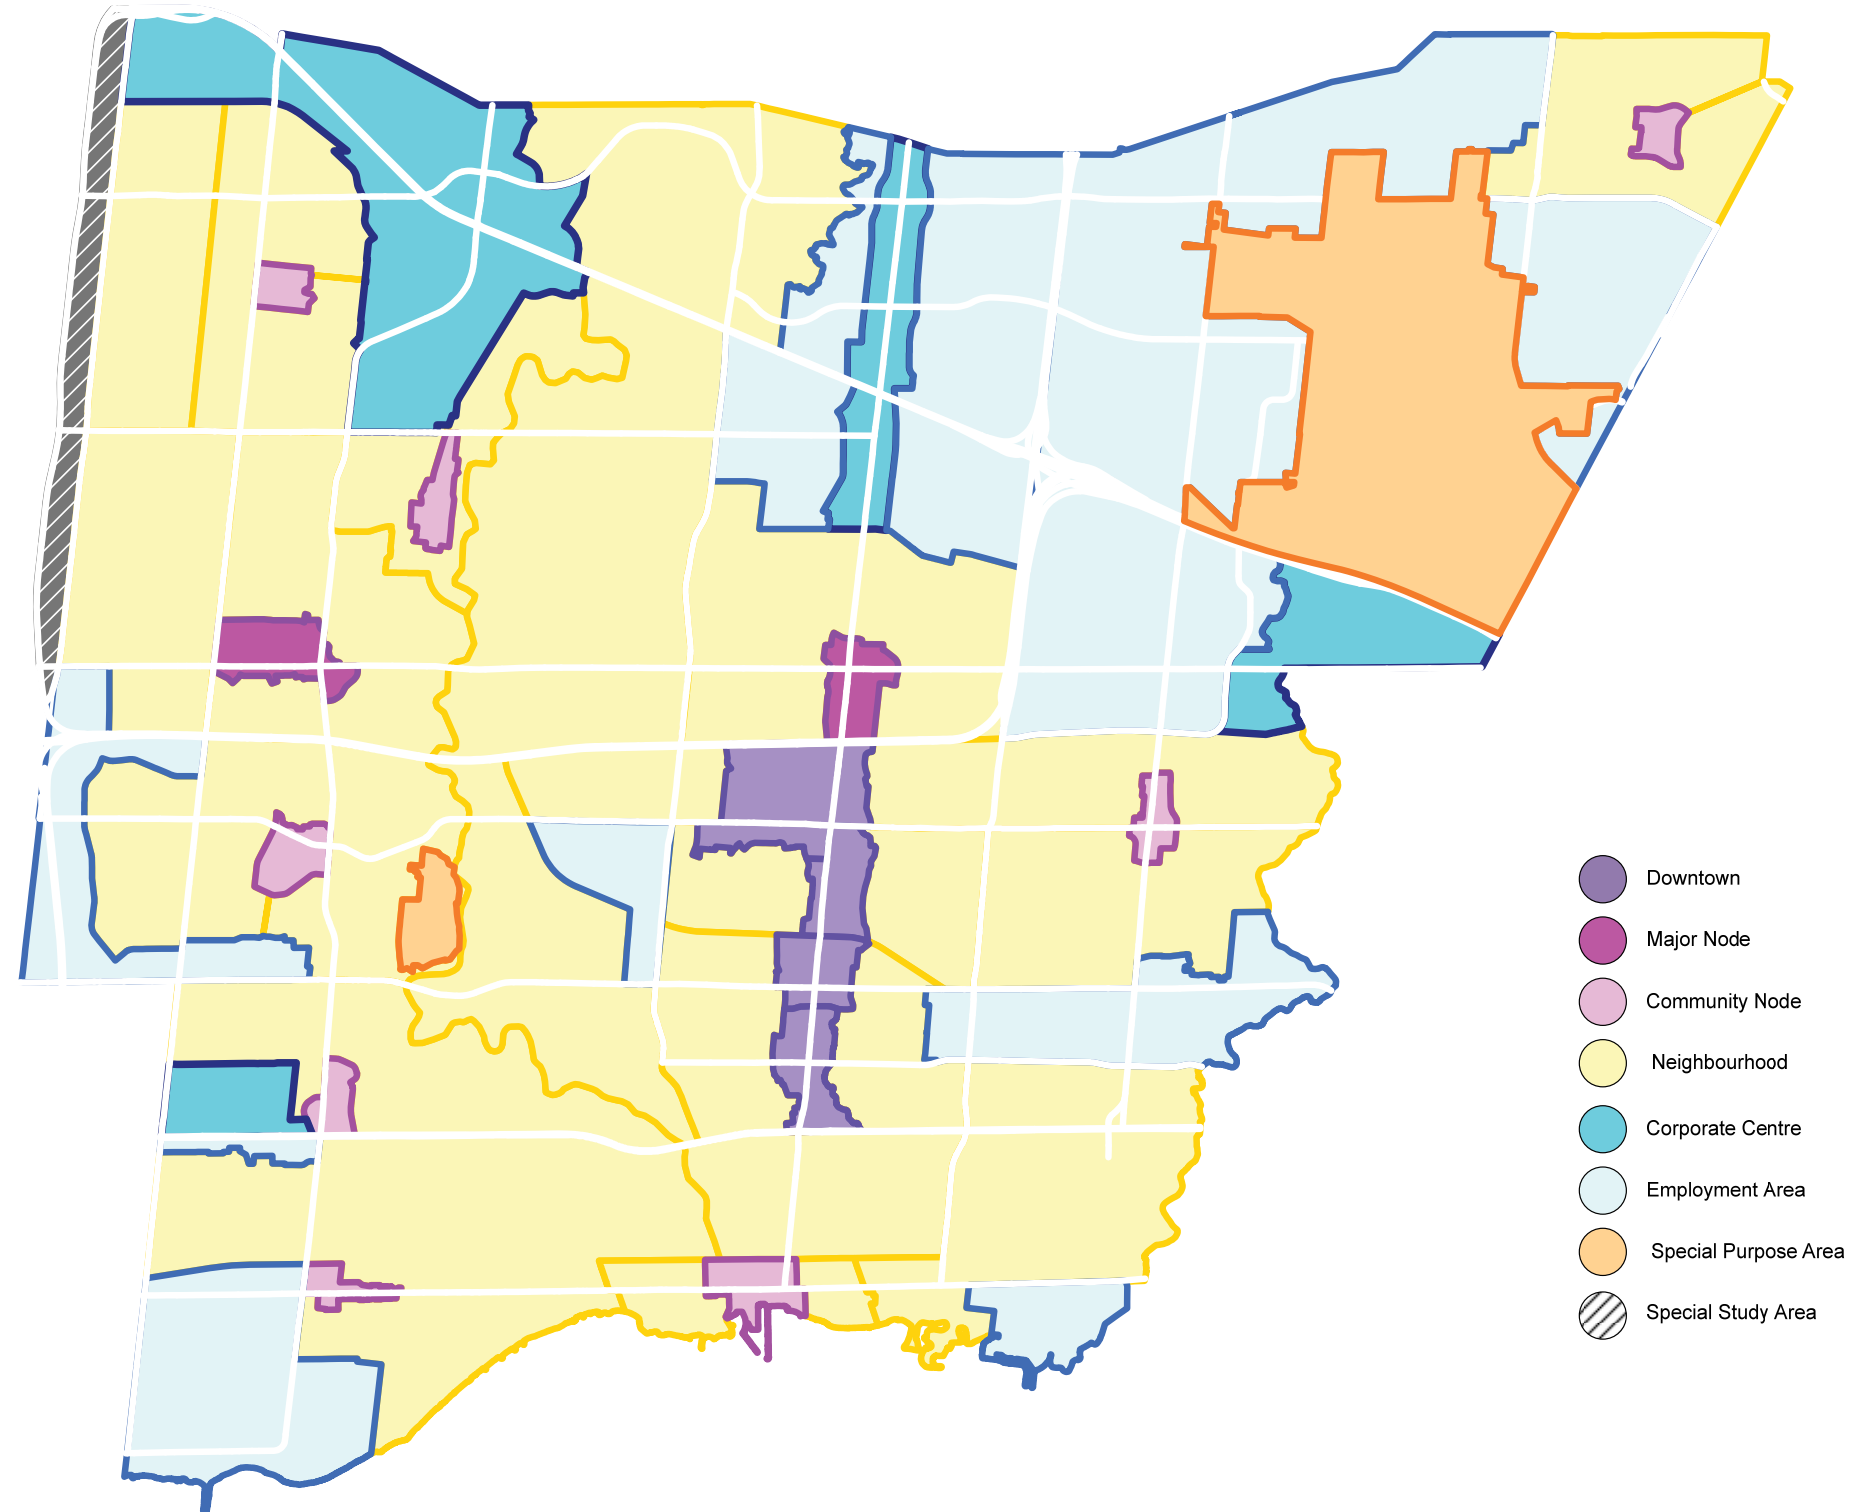 Downtown
Major Node
Community Node
Neighbourhood
Corporate Centre
Employment Area
Special Purpose Area
Special Study Area